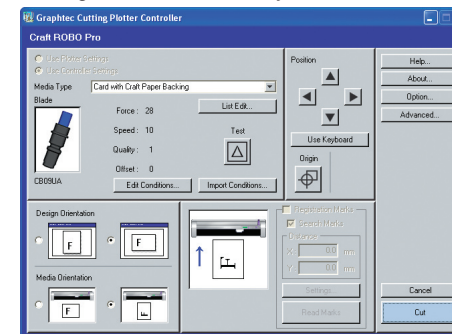 Graphtec Cutting Plotter Controller
Craft ROBO Pro
Use Plotter Settings
Use Controller Settings
Media Type
Card with Craft Paper Backing
Blade
Force : 28
Speed : 10
Quality : 1
Offset : 0
CB09UA
List Edit...
Test
Edit Conditions...
Import Conditions...
Position
Use Keyboard
Origin
Help...
About...
Option...
Advanced...
Design Orientation
F
F
Media Orientation
F
F
F
Registration Marks
Search Marks
Distance
X: 0.0 mm
Y: 0.0 mm
Settings
Read Marks
Cancel
Cut